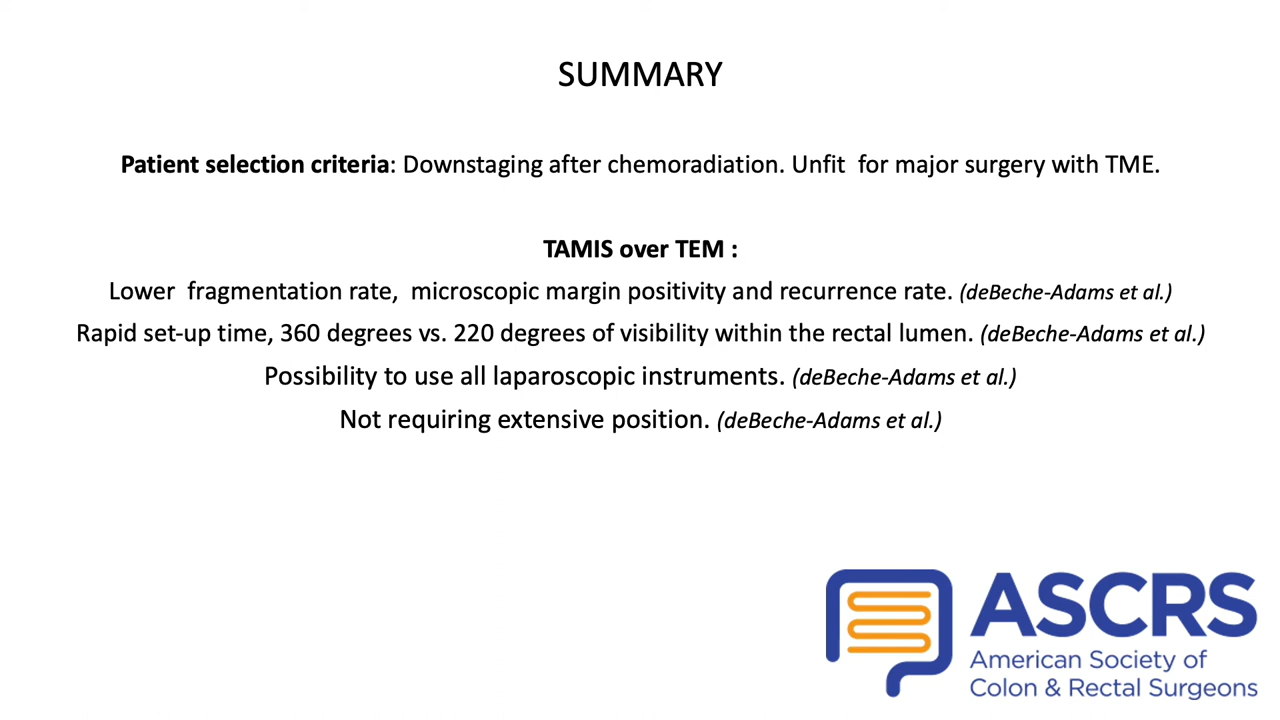 SUMMARY
Patient selection criteria: Downstaging after chemoradiation. Unfit  for major surgery with TME.
TAMIS over TEM :
Lower  fragmentation rate,  microscopic margin positivity and recurrence rate. (deBeche-Adams et al.)
Rapid set-up time, 360 degrees vs. 220 degrees of visibility within the rectal lumen. (deBeche-Adams et al.)
Possibility to use all laparoscopic instruments. (deBeche-Adams et al.)
Not requiring extensive position. (deBeche-Adams et al.)
ASCRS
American Society of
Colon & Rectal Surgeons